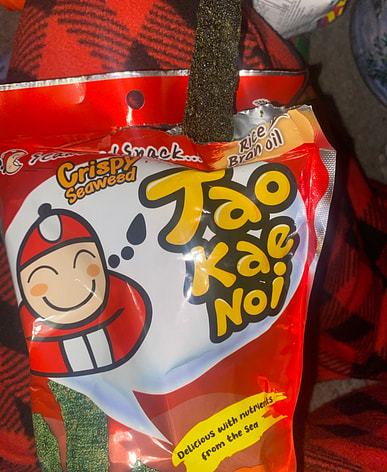 Snack...
Rice
Bran oil
Crispy
Seaweed
Tao
Kae
Noi
Delicious with nutrients
from the Sea